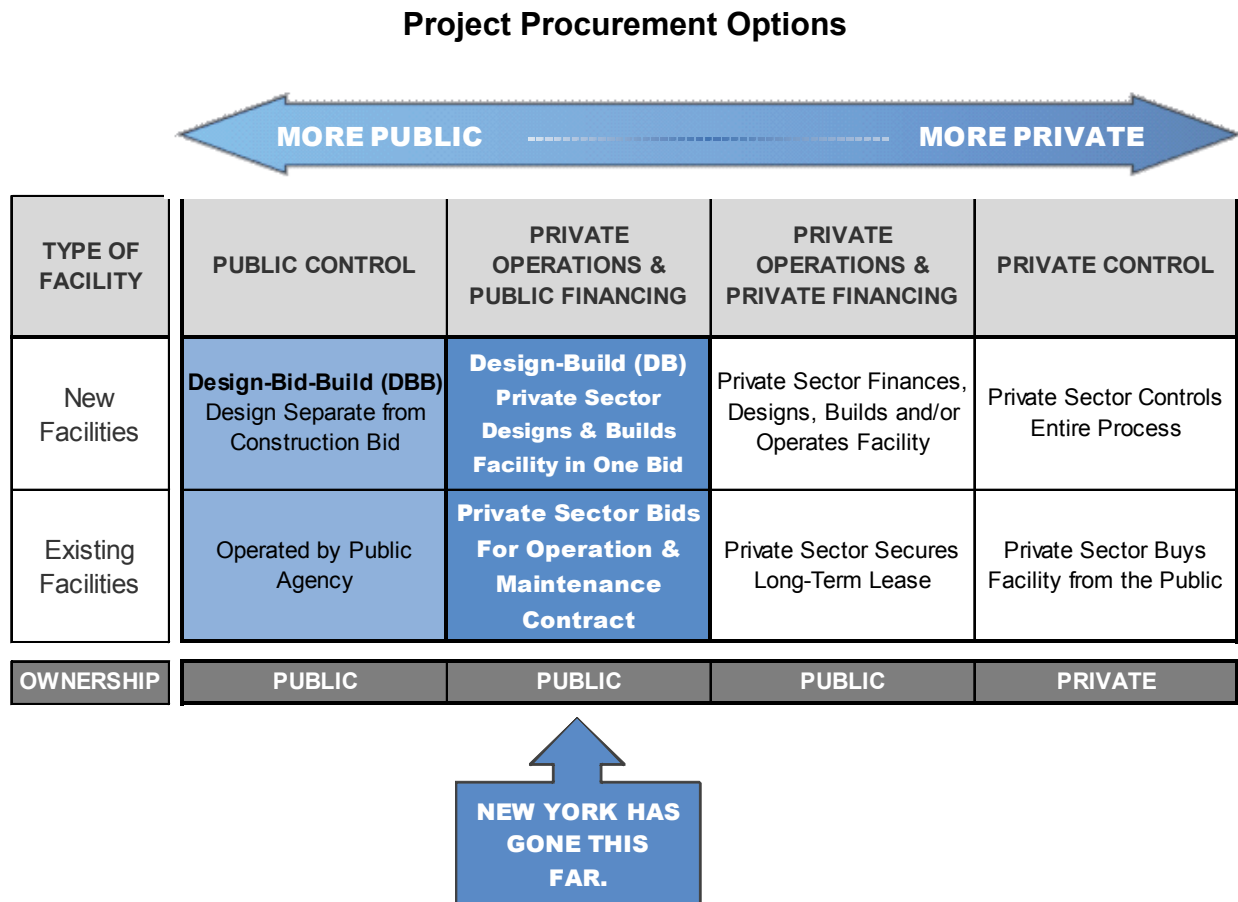 Project Procurement Options
MORE PUBLIC
MORE PRIVATE
TYPE OF
FACILITY
PUBLIC CONTROL
PRIVATE
OPERATIONS &
PUBLIC FINANCING
PRIVATE
OPERATIONS &
PRIVATE FINANCING
PRIVATE CONTROL
New
Facilities
Design-Bid-Build (DBB)
Design Separate from
Construction Bid
Design-Build (DB)
Private Sector
Designs & Builds
Facility in One Bid
Private Sector Finances,
Designs, Builds and/or
Operates Facility
Private Sector Controls
Entire Process
Existing
Facilities
Operated by Public
Agency
Private Sector Bids
For Operation &
Maintenance
Contract
Private Sector Secures
Long-Term Lease
Private Sector Buys
Facility from the Public
OWNERSHIP
PUBLIC
PUBLIC
PUBLIC
PRIVATE
NEW YORK HAS
GONE THIS
FAR.